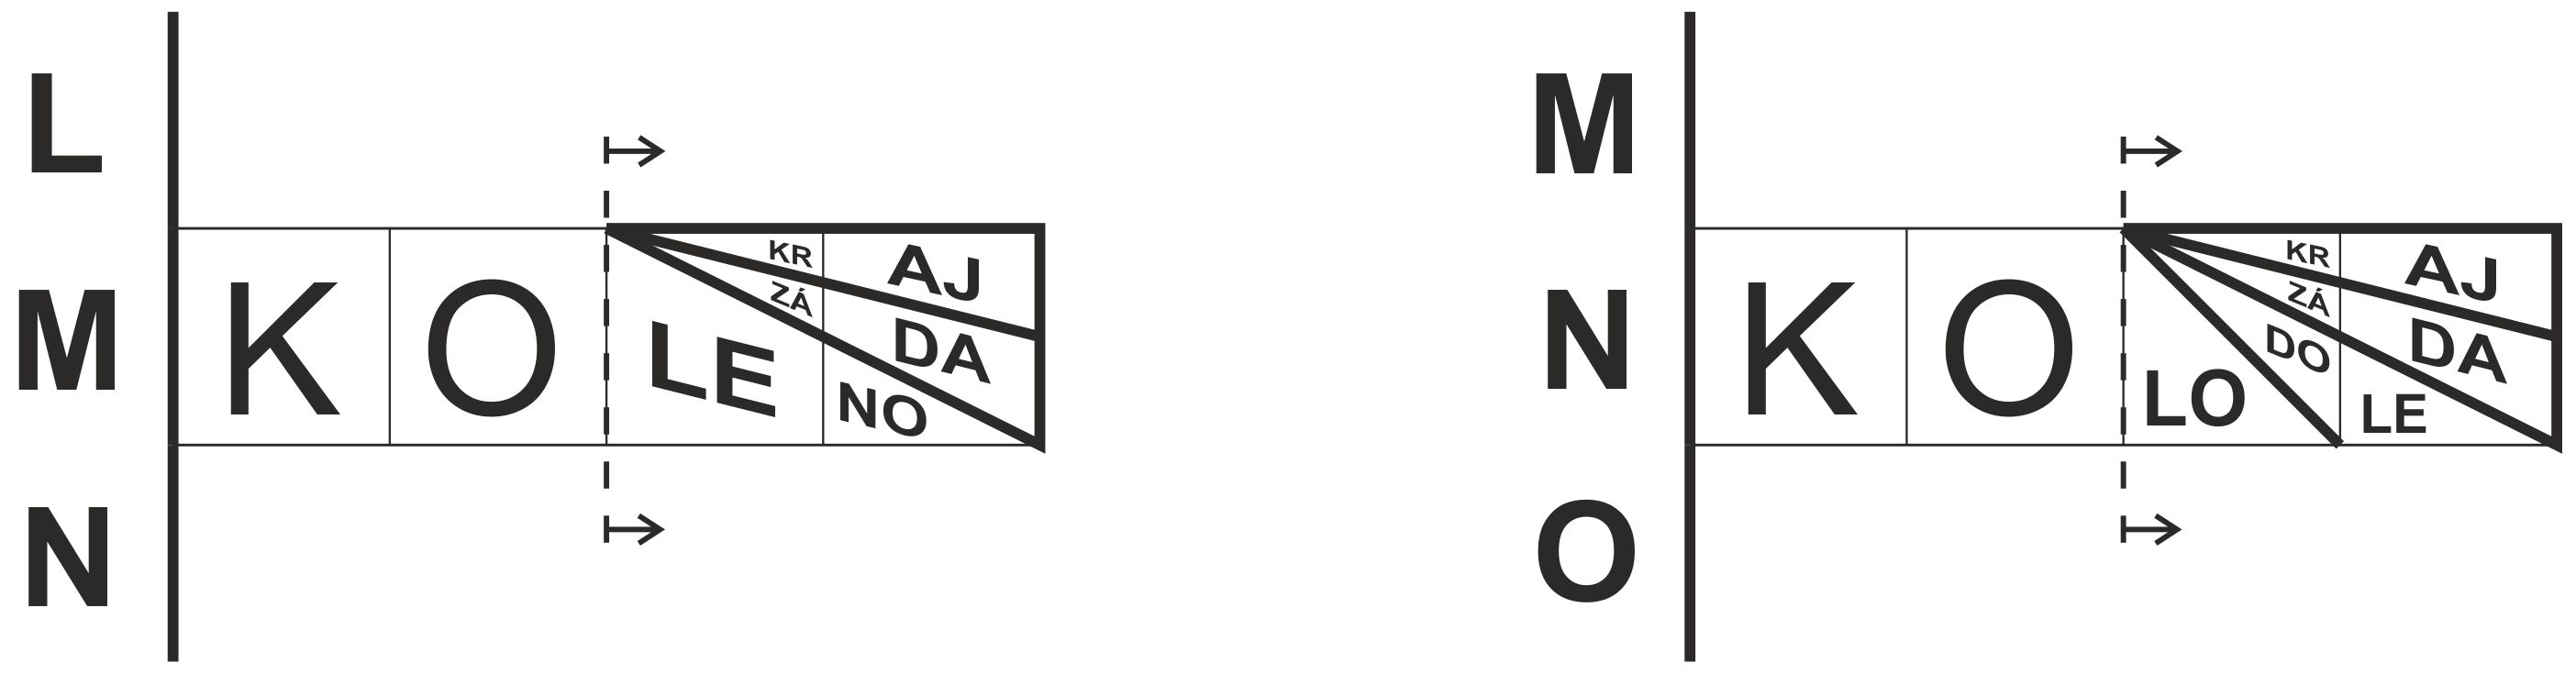 L M
KR AJ KR AJ
M K O LE ZÁ DA N K O LO DO ZÁ DA
NO LE
N O